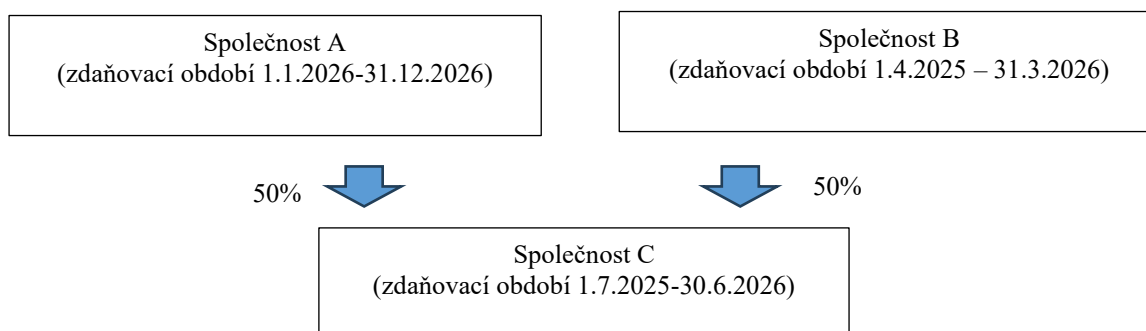 Společnost A
(zdaňovací období 1.1.2026-31.12.2026)
Společnost B
(zdaňovací období 1.4.2025 – 31.3.2026)
50%
50%
Společnost C
(zdaňovací období 1.7.2025-30.6.2026)